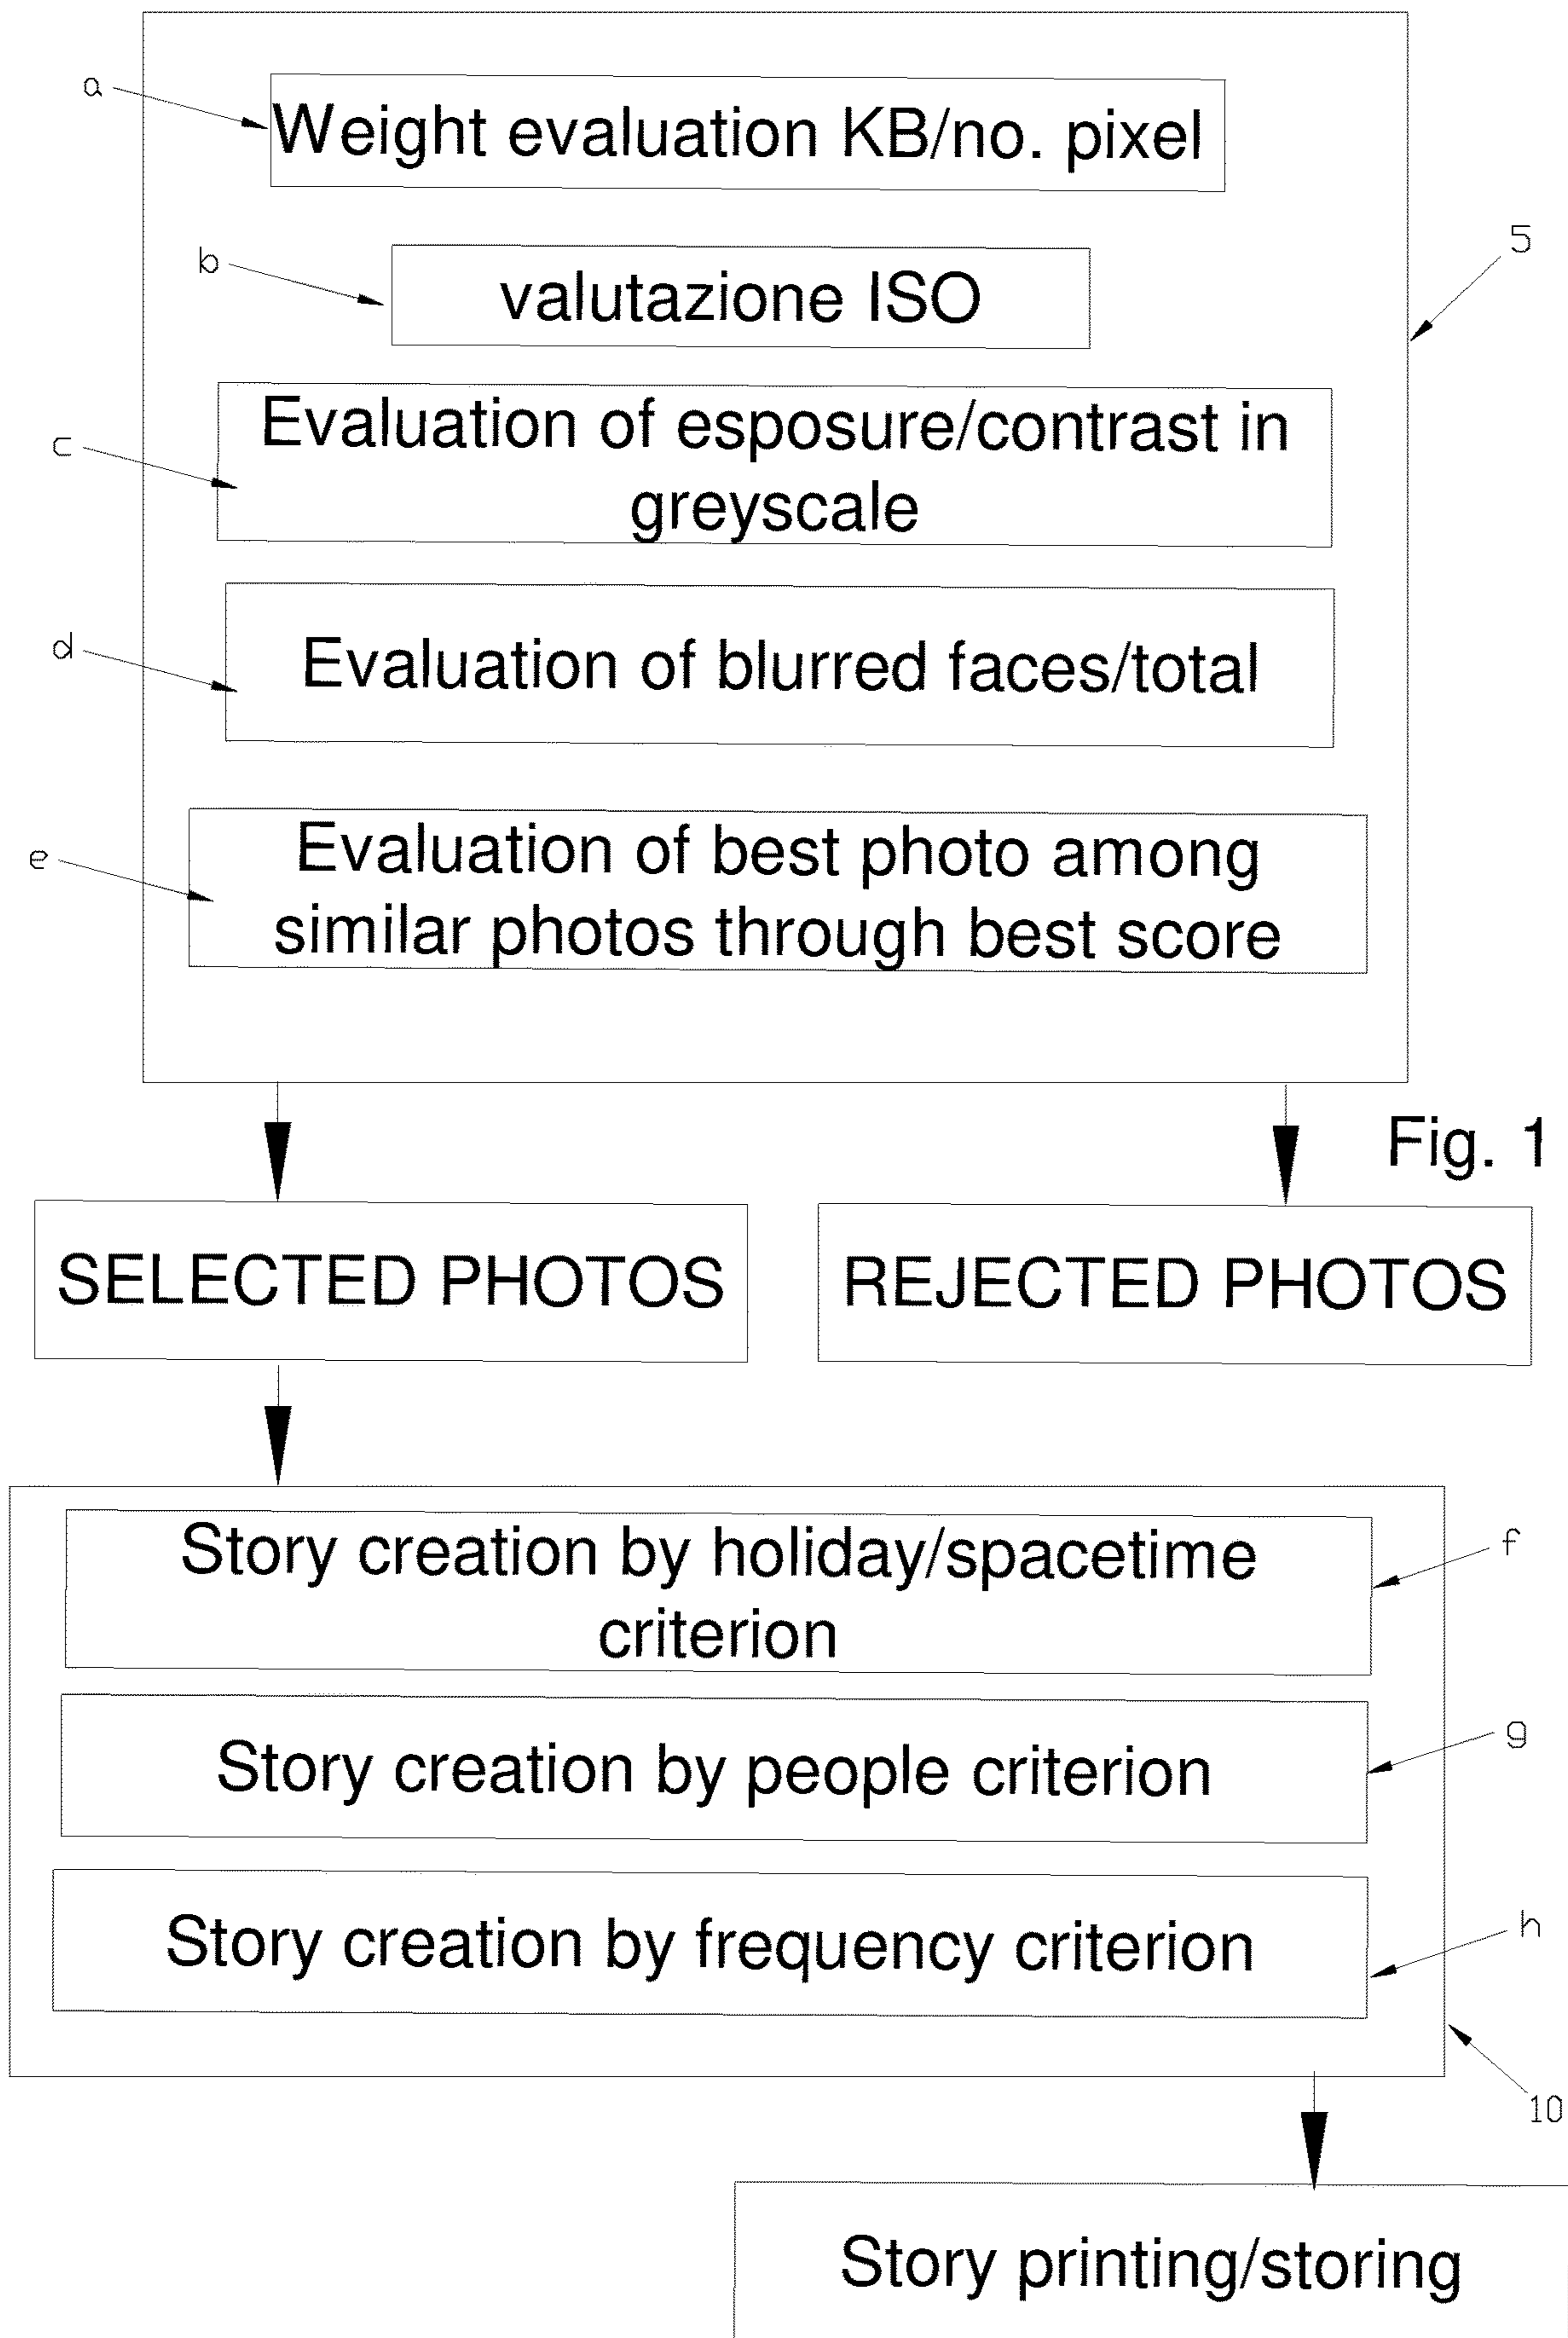 a
Weight evaluation KB/no. pixel
b
valutazione ISO
5
c
Evaluation of esposure/contrast in
greyscale
d
Evaluation of blurred faces/total
e
Evaluation of best photo among
similar photos through best score
Fig. 1
SELECTED PHOTOS
REJECTED PHOTOS
Story creation by holiday/spacetime
criterion
f
Story creation by people criterion
g
Story creation by frequency criterion
h
10
Story printing/storing